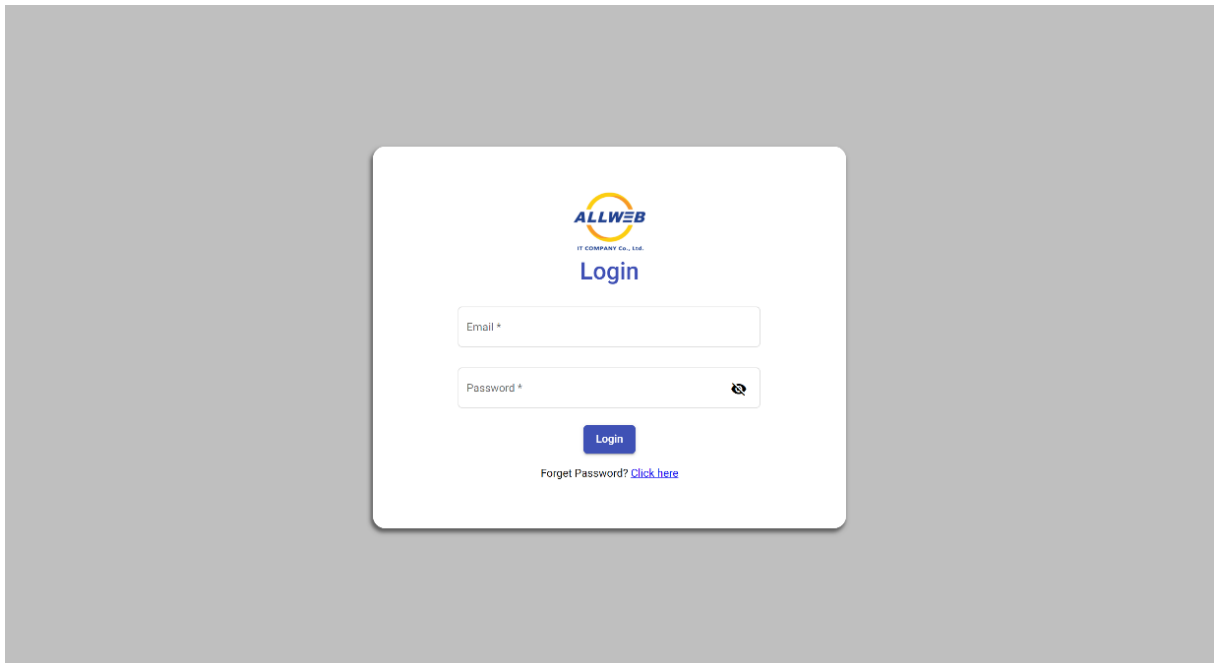 ALLWEB
IT COMPANY Co., Ltd.
Login
Email *
Password *
Login
Forget Password? Click here